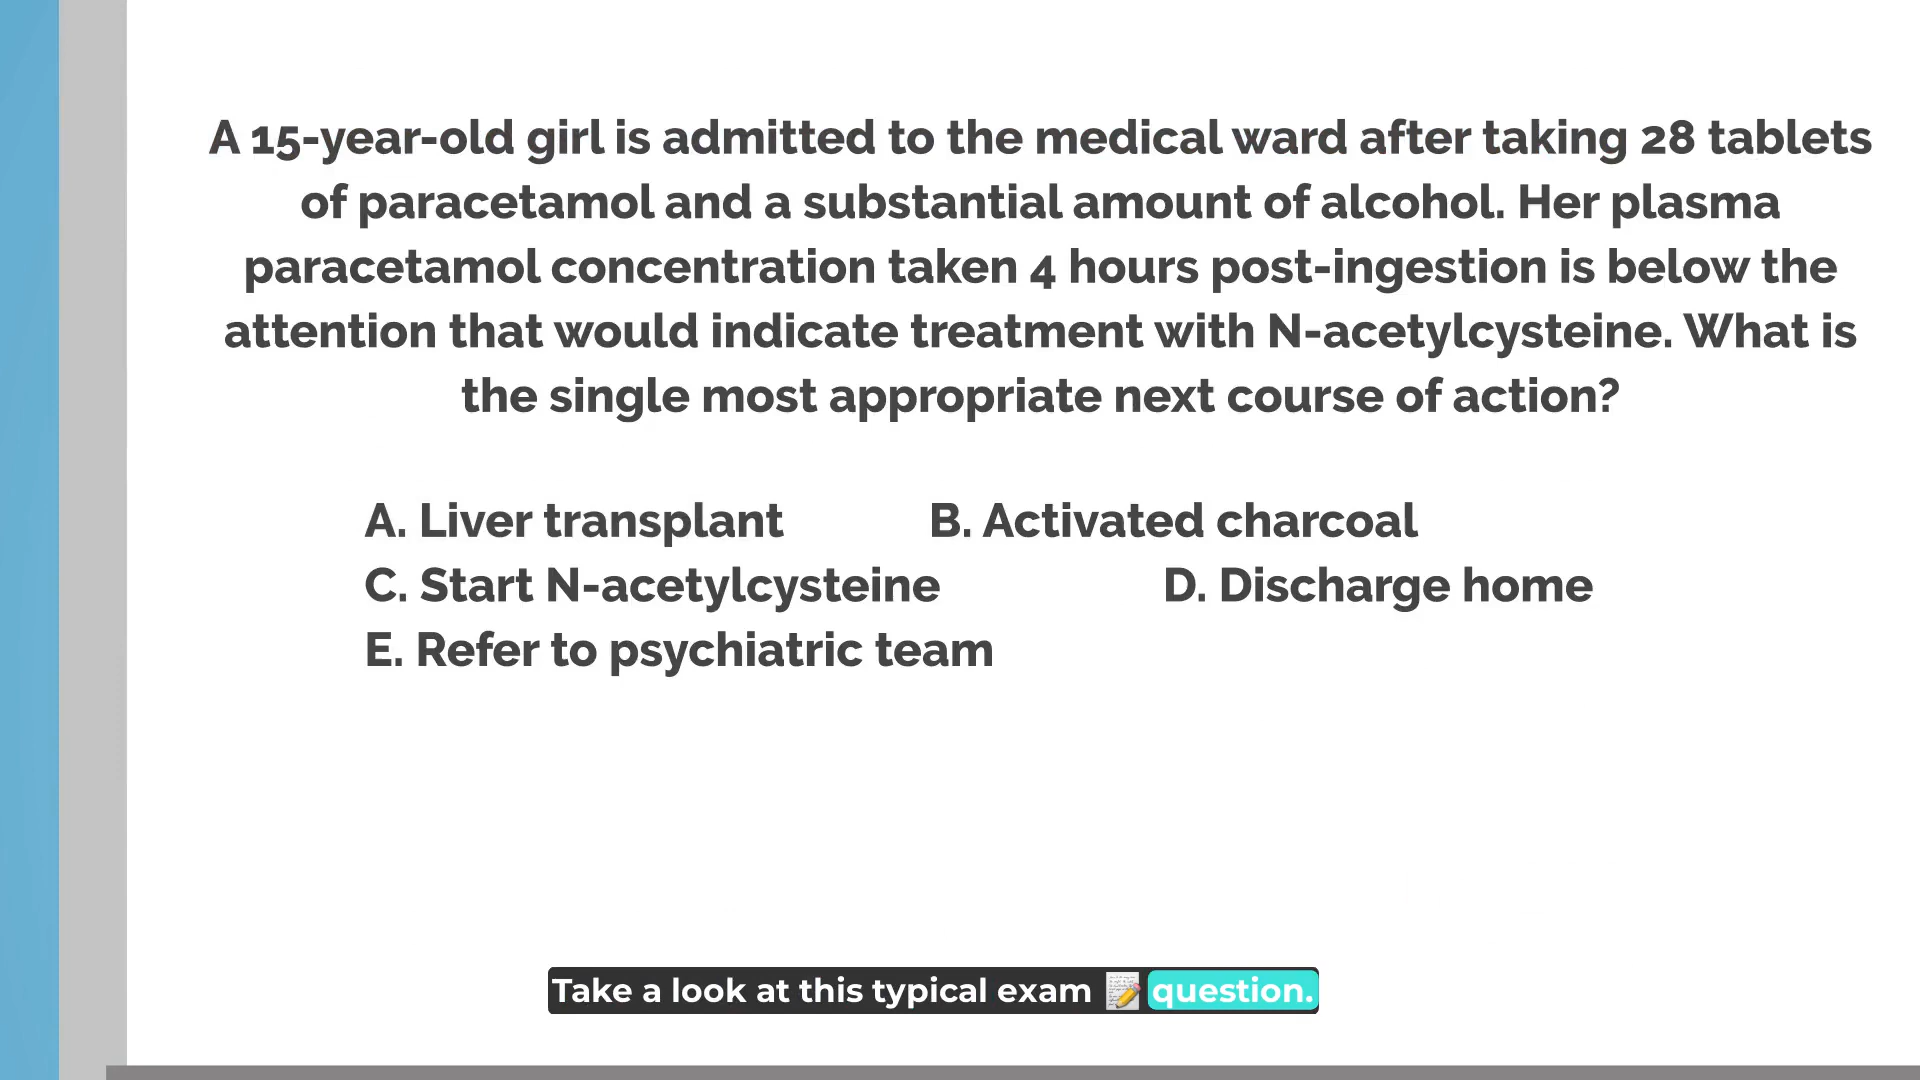 A 15-year-old girl is admitted to the medical ward after taking 28 tablets
of paracetamol and a substantial amount of alcohol. Her plasma
paracetamol concentration taken 4 hours post-ingestion is below the
attention that would indicate treatment with N-acetylcysteine. What is
the single most appropriate next course of action?
A. Liver transplant B. Activated charcoal
C. Start N-acetylcysteine D. Discharge home
E. Refer to psychiatric team
Take a look at this typical exam question.